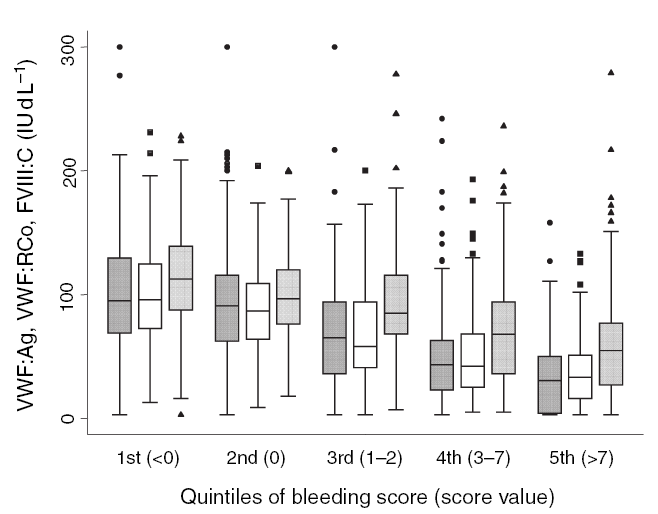 VWF:Ag, VWF:RCo, FVIII:C (IU dL⁻¹)
300
200
100
0
1st (<0) 2nd (0) 3rd (1–2) 4th (3–7) 5th (>7)
Quintiles of bleeding score (score value)